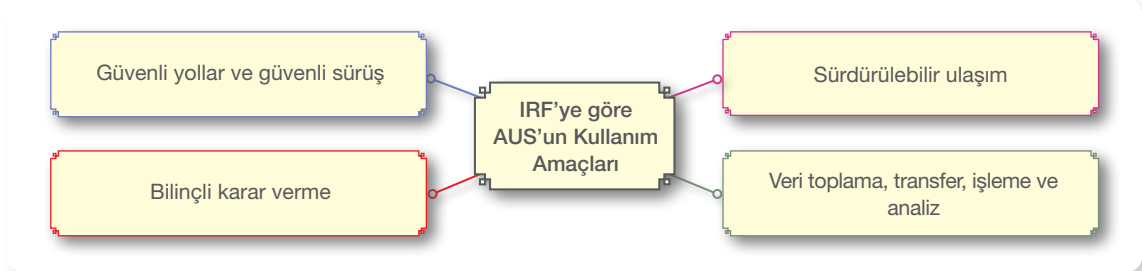 Güvenli yollar ve güvenli sürüş
Bilinçli karar verme
IRF’ye göre
AUS’un Kullanım
Amaçları
Sürdürülebilir ulaşım
Veri toplama, transfer, işleme ve
analiz